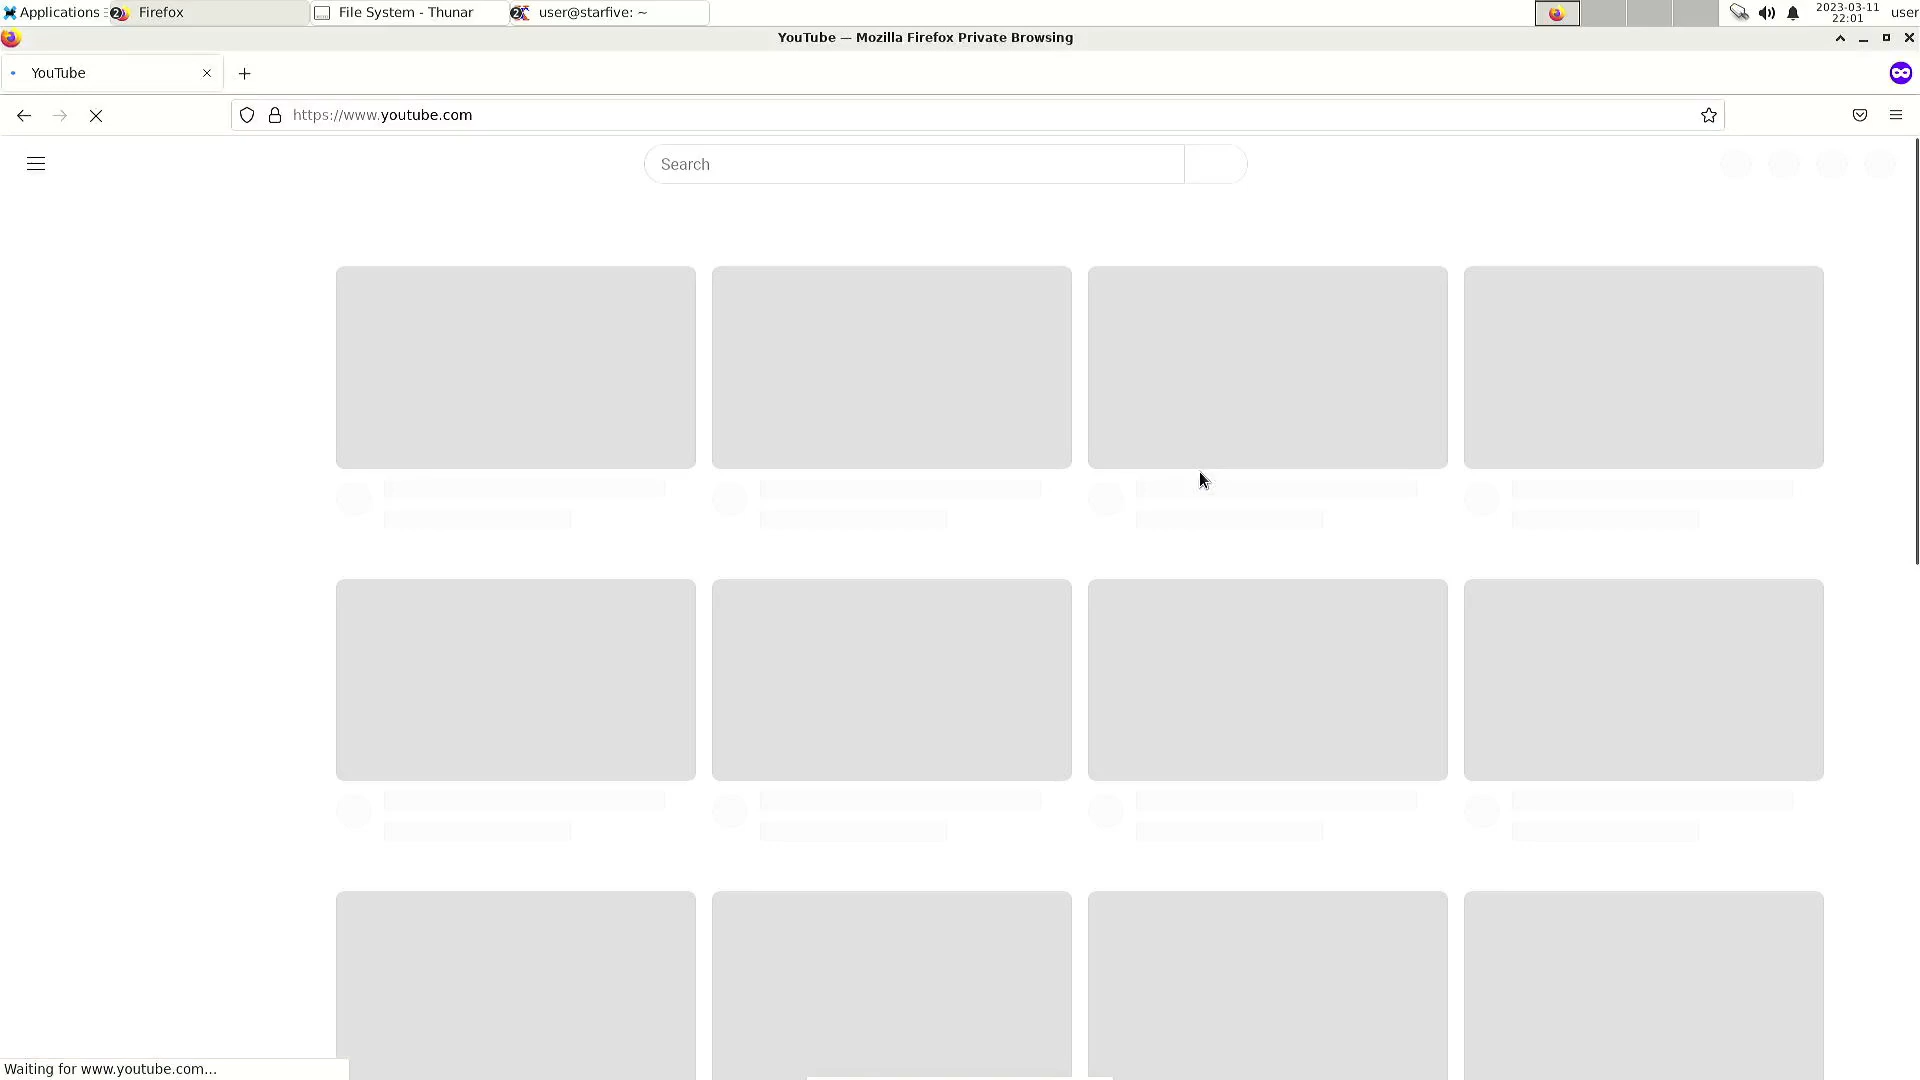 Applications
Firefox
File System - Thunar
user@starfive: ~
2023-03-11
22:01
user
YouTube — Mozilla Firefox Private Browsing
YouTube
https://www.youtube.com
Search
Waiting for www.youtube.com...